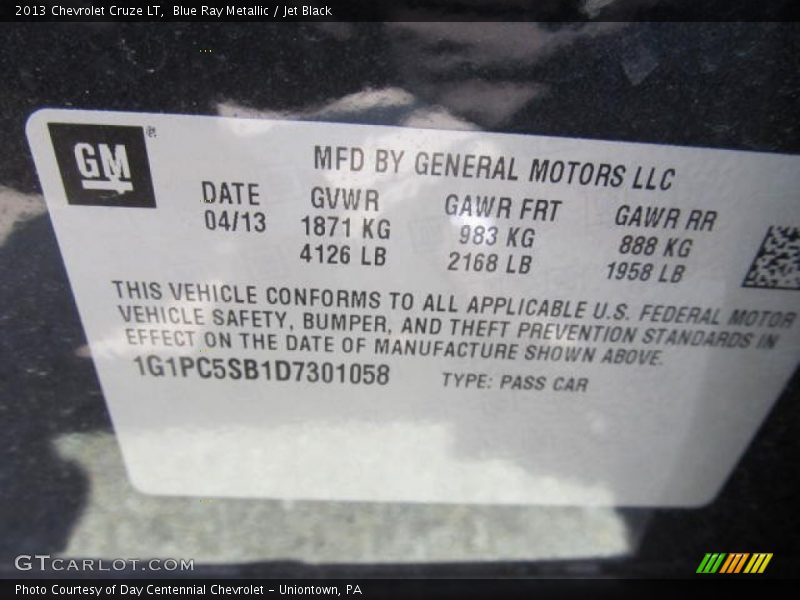 2013 Chevrolet Cruze LT, Blue Ray Metallic / Jet Black
GM
MFD BY GENERAL MOTORS LLC
DATE GVWR GAWR FRT GAWR RR
04/13 1871 KG 983 KG 888 KG
4126 LB 2168 LB 1958 LB
THIS VEHICLE CONFORMS TO ALL APPLICABLE U.S. FEDERAL MOTOR
VEHICLE SAFETY, BUMPER, AND THEFT PREVENTION STANDARDS IN
EFFECT ON THE DATE OF MANUFACTURE SHOWN ABOVE.
1G1PC5SB1D7301058 TYPE: PASS CAR
GTCARLOT.COM
Photo Courtesy of Day Centennial Chevrolet - Uniontown, PA